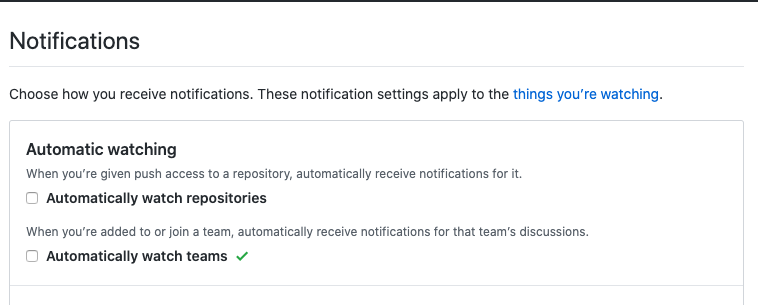 Notifications
Choose how you receive notifications. These notification settings apply to the things you’re watching.
Automatic watching
When you’re given push access to a repository, automatically receive notifications for it.
Automatically watch repositories
When you’re added to or join a team, automatically receive notifications for that team’s discussions.
Automatically watch teams